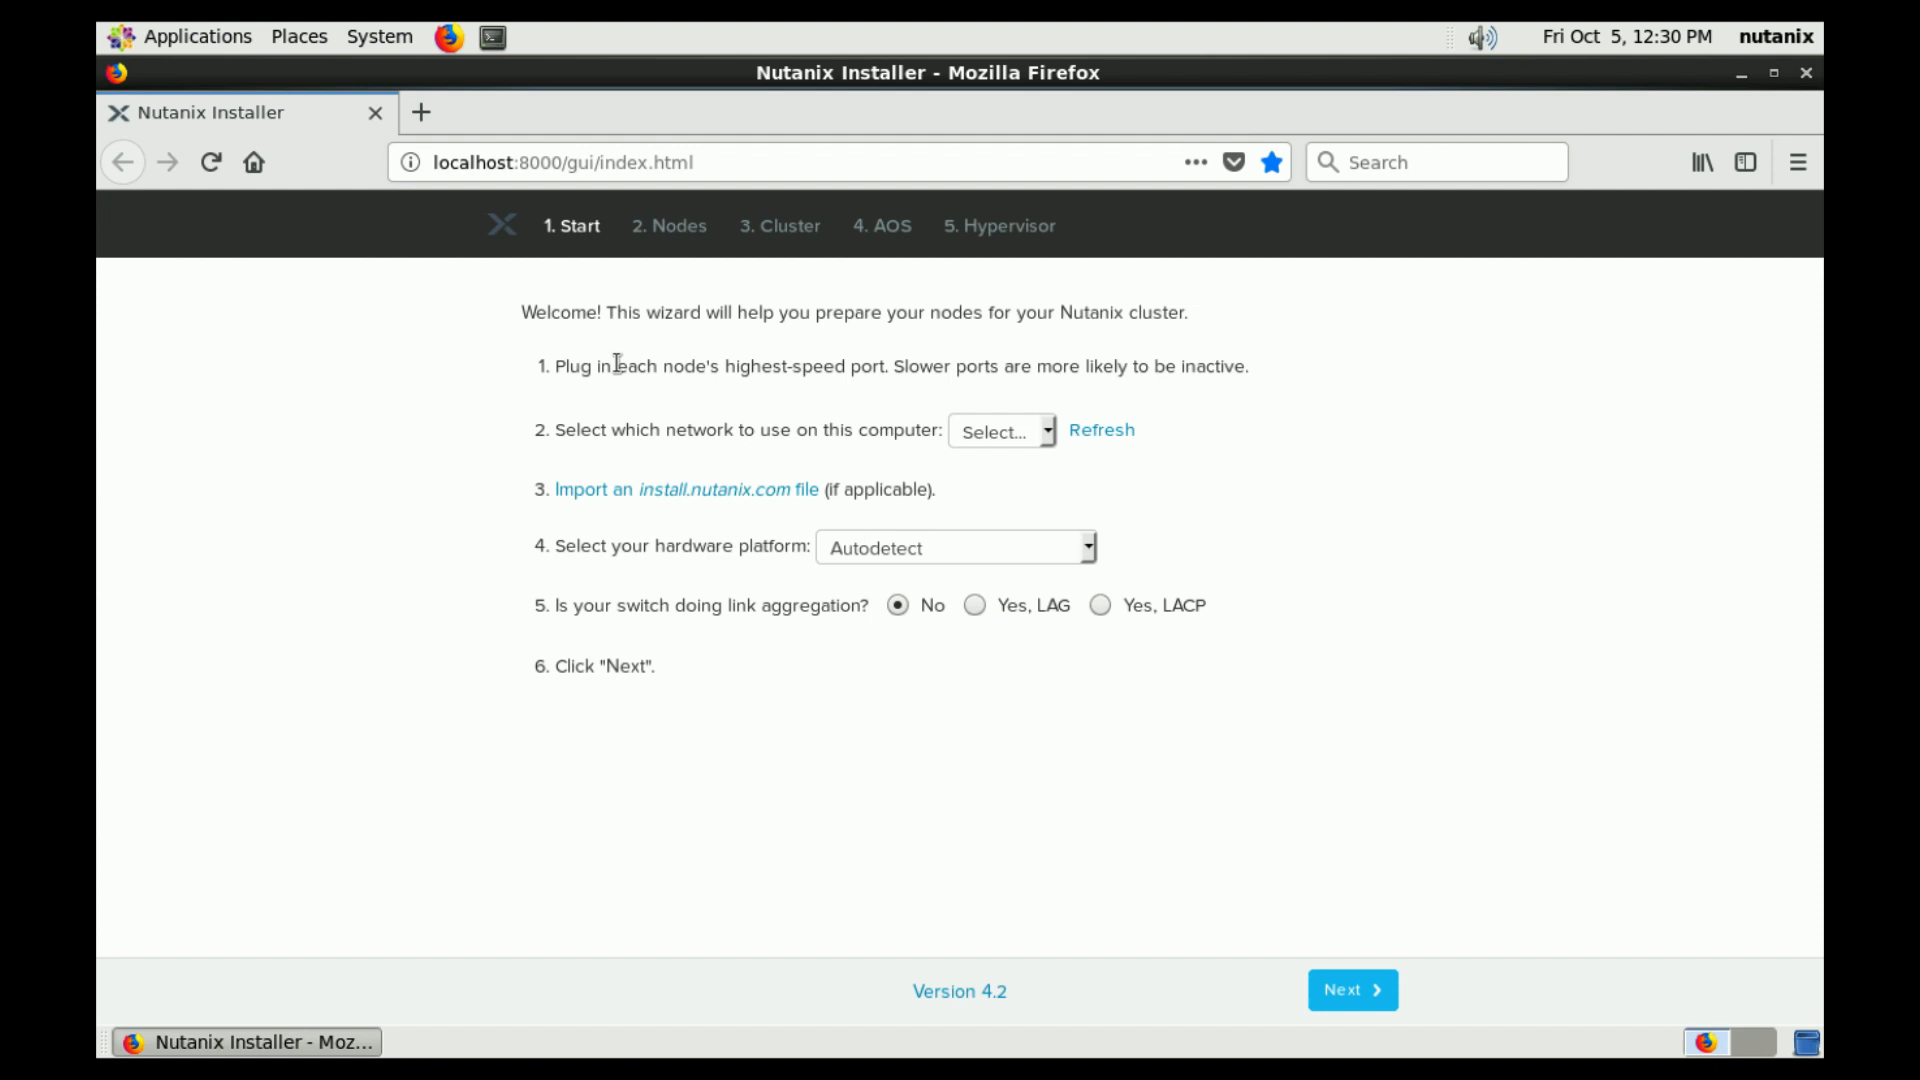 Applications Places System Fri Oct 5, 12:30 PM nutanix
Nutanix Installer - Mozilla Firefox
Nutanix Installer
localhost:8000/gui/index.html Search
1. Start 2. Nodes 3. Cluster 4. AOS 5. Hypervisor
Welcome! This wizard will help you prepare your nodes for your Nutanix cluster.
1. Plug in each node's highest-speed port. Slower ports are more likely to be inactive.
2. Select which network to use on this computer: Select... Refresh
3. Import an install.nutanix.com file (if applicable).
4. Select your hardware platform: Autodetect
5. Is your switch doing link aggregation? No Yes, LAG Yes, LACP
6. Click "Next".
Version 4.2 Next
Nutanix Installer - Moz...